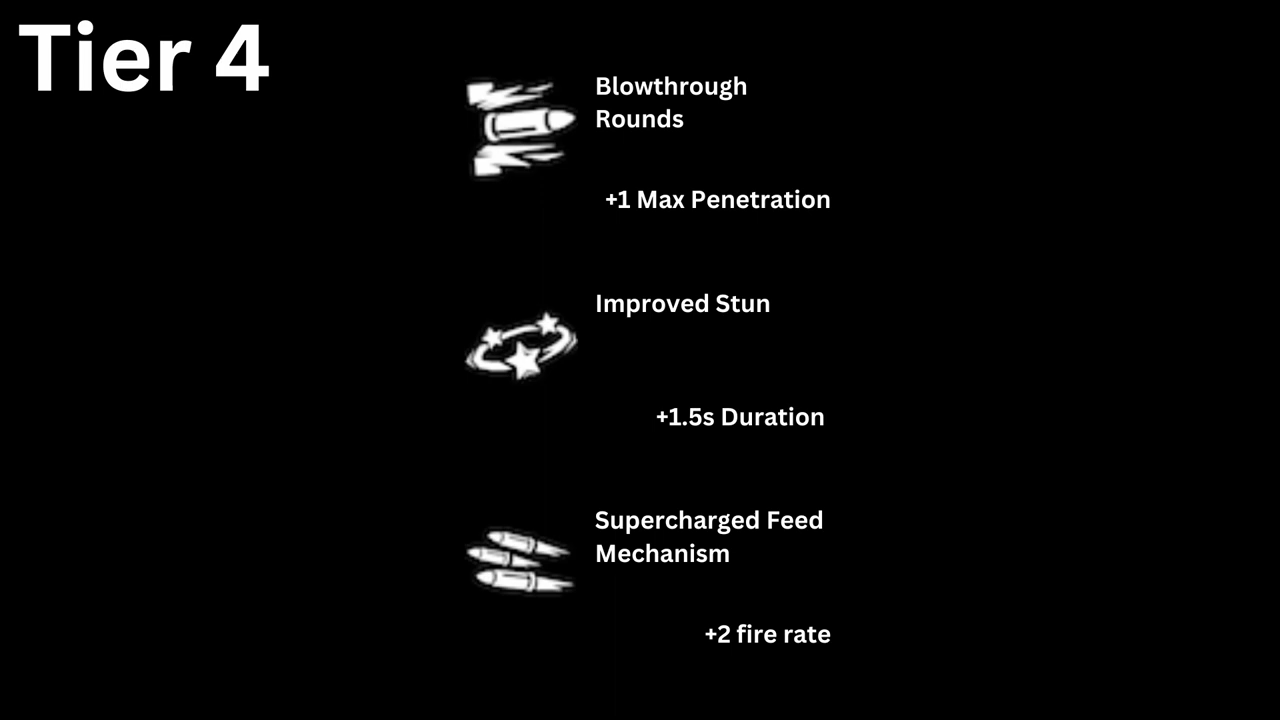 Tier 4
Blowthrough
Rounds
+1 Max Penetration
Improved Stun
+1.5s Duration
Supercharged Feed
Mechanism
+2 fire rate